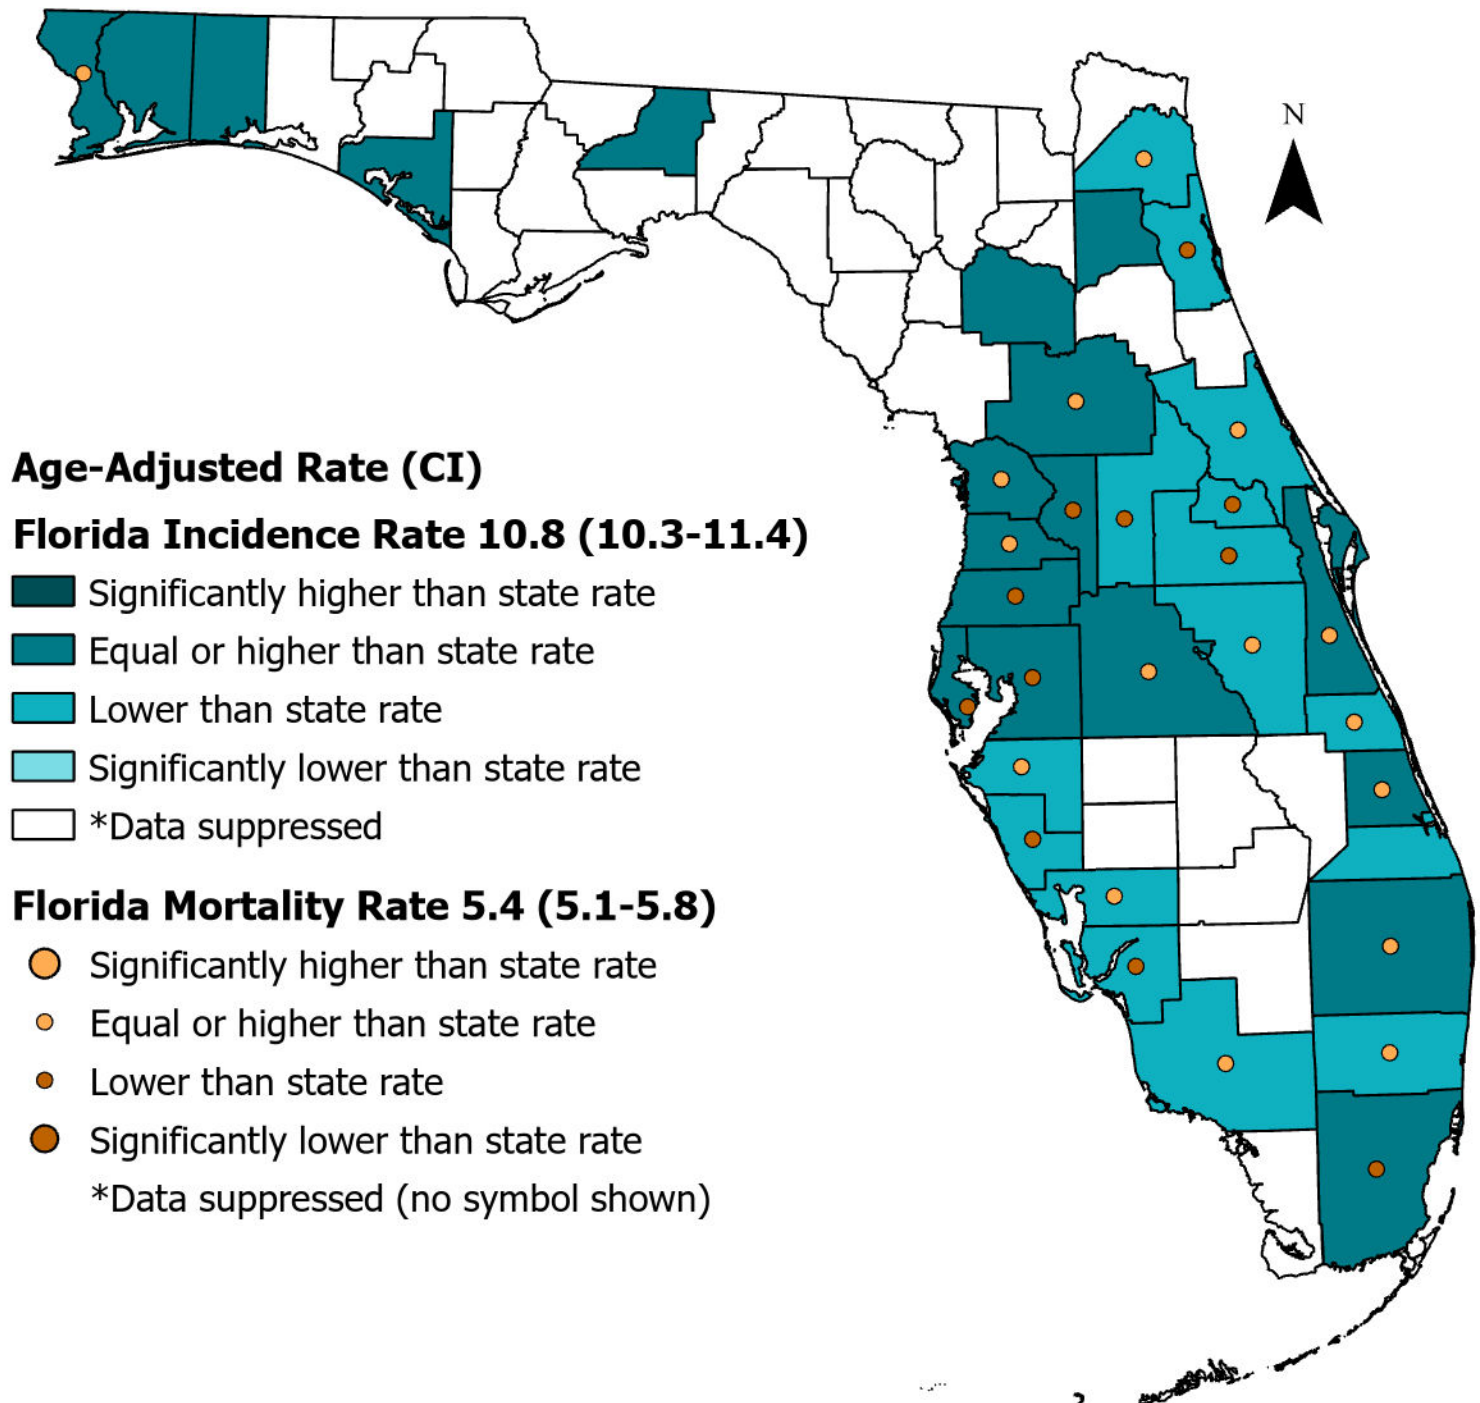 N
Age-Adjusted Rate (CI)
Florida Incidence Rate 10.8 (10.3-11.4)
Significantly higher than state rate
Equal or higher than state rate
Lower than state rate
Significantly lower than state rate
*Data suppressed
Florida Mortality Rate 5.4 (5.1-5.8)
Significantly higher than state rate
Equal or higher than state rate
Lower than state rate
Significantly lower than state rate
*Data suppressed (no symbol shown)